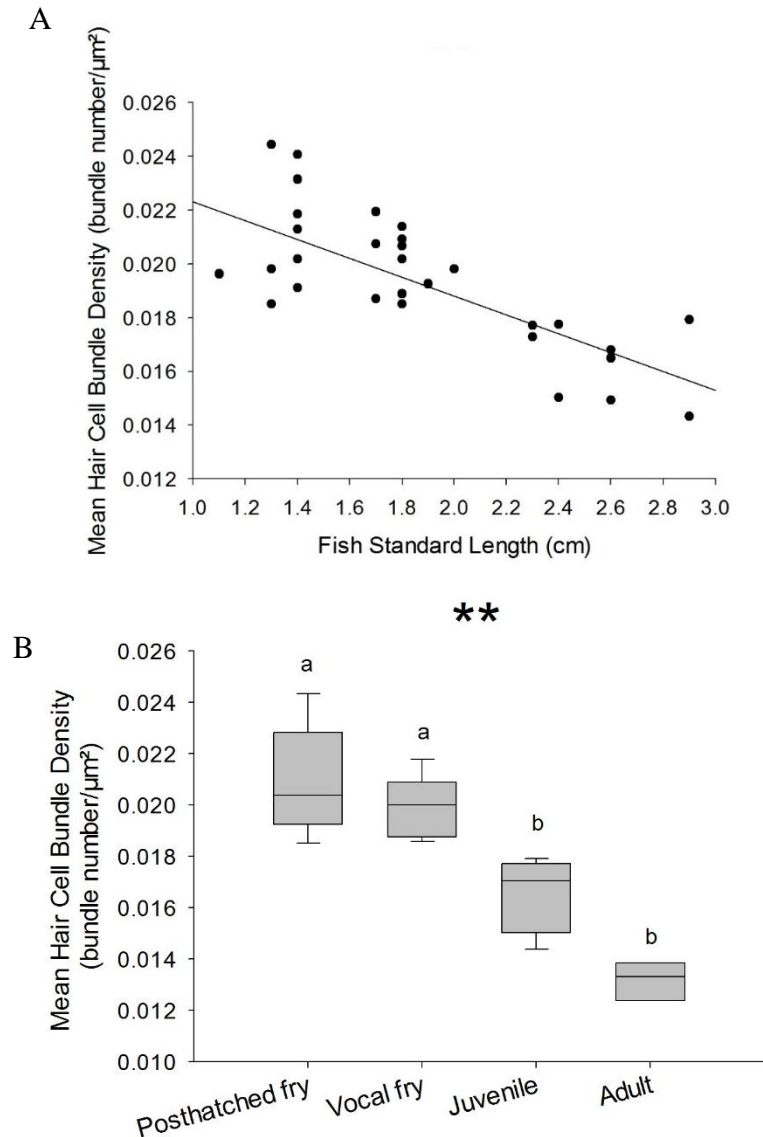 A
Mean Hair Cell Bundle Density (bundle number/µm²)
0.026
0.024
0.022
0.020
0.018
0.016
0.014
0.012
1.0 1.2 1.4 1.6 1.8 2.0 2.2 2.4 2.6 2.8 3.0
Fish Standard Length (cm)
**
B
Mean Hair Cell Bundle Density
(bundle number/µm²)
0.026
0.024
0.022
0.020
0.018
0.016
0.014
0.012
0.010
a
a
b
b
Posthatched fry Vocal fry Juvenile Adult